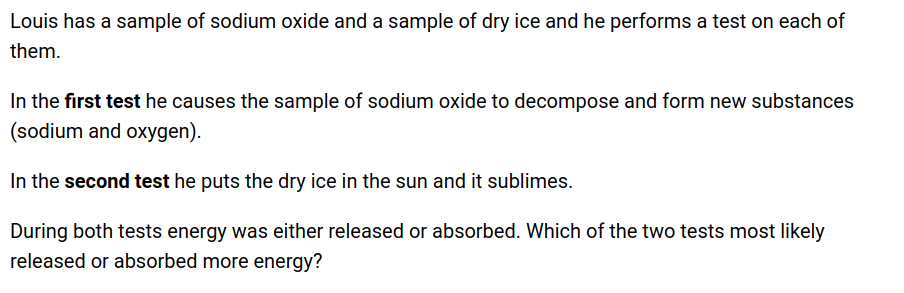 Louis has a sample of sodium oxide and a sample of dry ice and he performs a test on each of
them.
In the first test he causes the sample of sodium oxide to decompose and form new substances
(sodium and oxygen).
In the second test he puts the dry ice in the sun and it sublimes.
During both tests energy was either released or absorbed. Which of the two tests most likely
released or absorbed more energy?